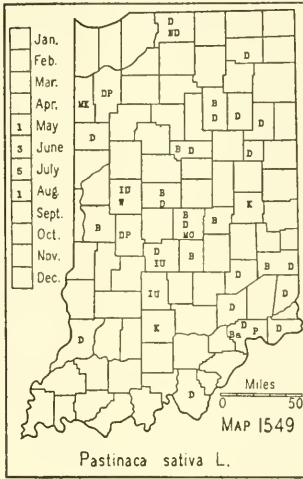 D
ND
Jan.
Feb.
D
Mar.
MK DP
B
Apr.
D D
1 May
D
D
3 June
B D
5 July
1 Aug.
IU
W
B
D
K
Sept.
B
B
D
MO
B
Oct.
DP
Nov.
D
IU
B
B B
Dec.
D
IU
D
D
D
K
D P D
Ba
Miles
D
0 50
MAP 1549
Pastinaca sativa L.